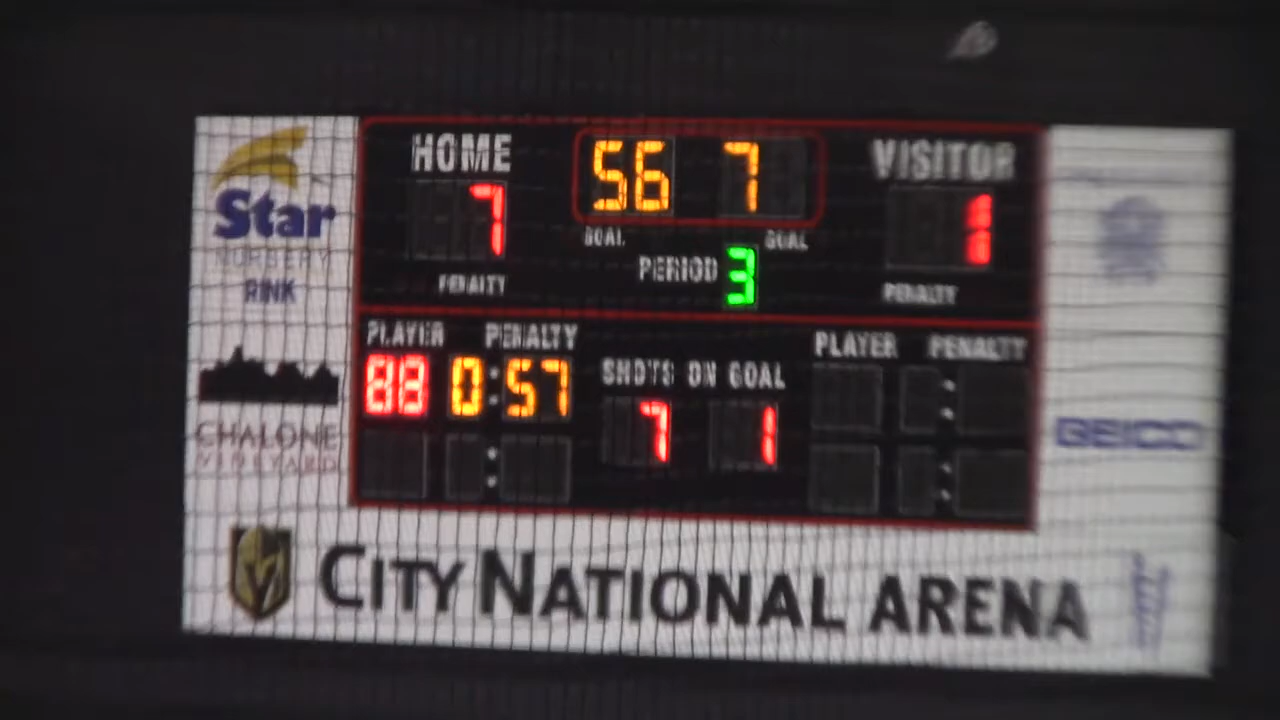 HOME 56 7 VISITOR
7 1
GOAL GOAL
PERIOD 3
PENALTY PENALTY
PLAYER PENALTY PLAYER PENALTY
88 0:57
SHOTS ON GOAL
7 1
Star
NURSERY
RINK
CHALONE
VINEYARD
GEICO
CITY NATIONAL ARENA